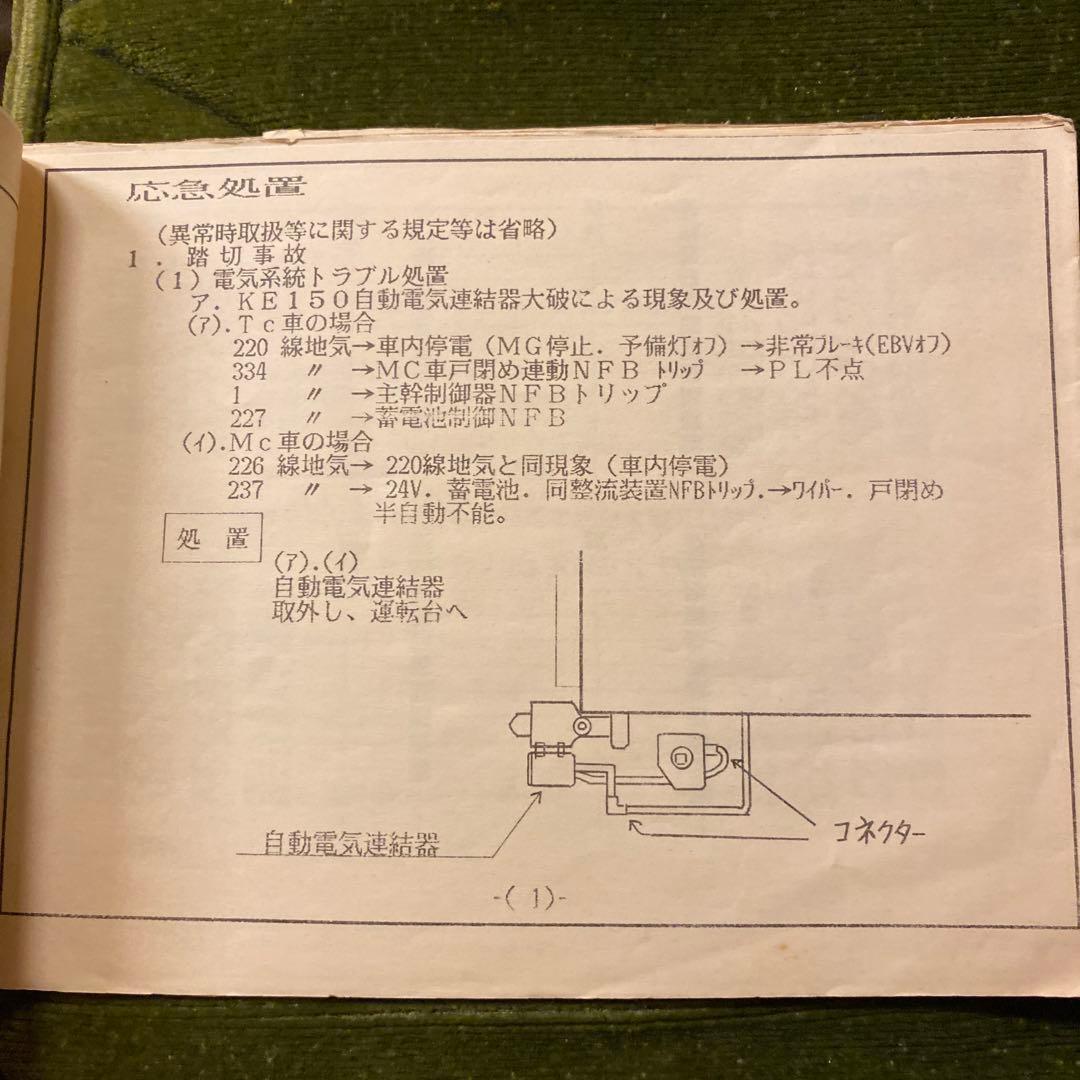 応急処置
(異常時取扱等に関する規定等は省略)
1．踏切事故
(1)電気系統トラブル処置
ア．KE150自動電気連結器大破による現象及び処置。
(ｱ).Tc車の場合
220 線地気→車内停電(MG停止．予備灯ｵﾌ)→非常ﾌﾞﾚｰｷ(EBVｵﾌ)
334 〃 →MC車戸閉め連動NFB ﾄﾘｯﾌﾟ →PL不点
1 〃 →主幹制御器NFBトリップ
227 〃 →蓄電池制御NFB
(ｲ).Mc車の場合
226 線地気→ 220線地気と同現象(車内停電)
237 〃 → 24V．蓄電池．同整流装置NFBﾄﾘｯﾌﾟ.→ﾜｲﾊﾟｰ．戸閉め
半自動不能。
処 置
(ｱ).(ｲ)
自動電気連結器
取外し、運転台へ
コネクター
自動電気連結器
-( 1)-